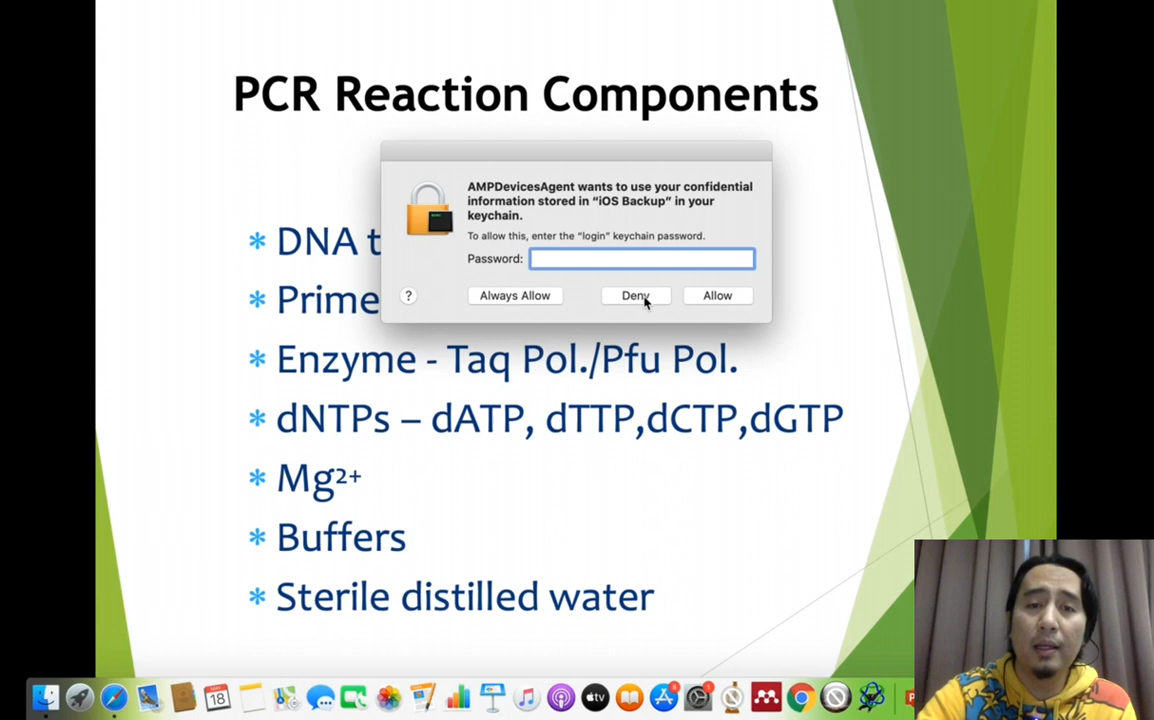 PCR Reaction Components
AMPDevicesAgent wants to use your confidential
information stored in “iOS Backup” in your
keychain.
To allow this, enter the “login” keychain password.
Password:
?
Always Allow
Deny
Allow
* DNA t
* Prime
* Enzyme - Taq Pol./Pfu Pol.
* dNTPs – dATP, dTTP,dCTP,dGTP
* Mg2+
* Buffers
* Sterile distilled water
18
tv